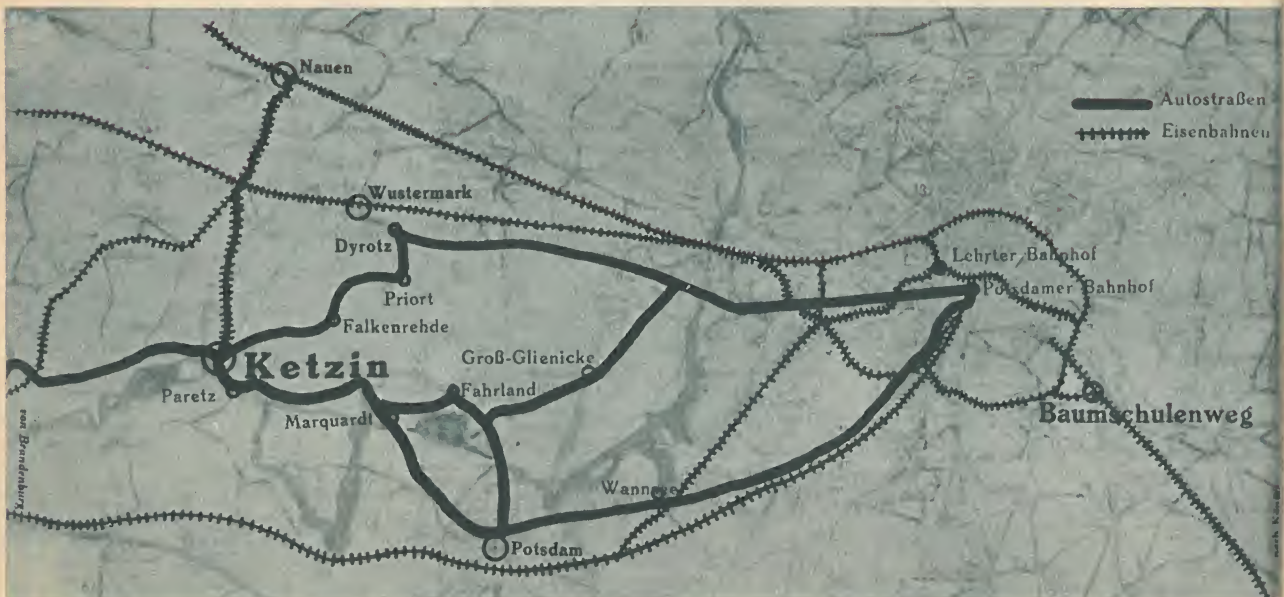 Nauen
Autostraßen
Eisenbahnen
Wustermark
Dyrotz
Lehrter Bahnhof
Priort
Potsdamer Bahnhof
Falkenrehde
Ketzin
Groß-Glienicke
Paretz
Fahrland
Marquardt
Baumschulenweg
von Brandenburg
Wannsee
Potsdam